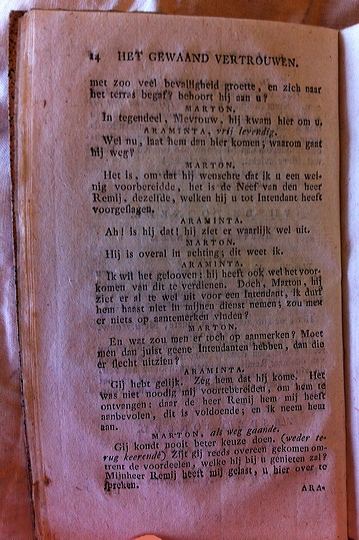 14 HET GEWAAND VERTROUWEN.
met zoo veel bevalligheid groette, en zich naar
het terras begaf? behoort hij aan u?
MARTON.
In tegendeel, Mevrouw, hij kwam hier om u.
ARAMINTA, vrij levendig.
Wel nu, laat hem dan hier komen; waarom gaat
hij weg?
MARTON.
Het is, om dat hij wenschte dat ik u een wei-
nig voorbereidde, het is de Neef van den heer
Remij, dezelfde, welken hij u tot Intendant heeft
voorgeslagen.
ARAMINTA.
Ah! is hij dat! hij ziet er waarlijk wel uit.
MARTON.
Hij is overal in achting; dit weet ik.
ARAMINTA.
Ik wil het gelooven: hij heeft ook wel het voor-
komen van dit te verdienen. Doch, Marton, hij
ziet er al te wel uit voor een Intendant, ik durf
hem haast niet in mijnen dienst nemen; zou men
er niets op aantemerken vinden?
MARTON.
En wat zou men er toch op aanmerken? Moet
men dan juist geene Intendanten hebben, dan die
er slecht uitzien?
ARAMINTA.
Gij hebt gelijk. Zeg hem dat hij kome. Het
was niet noodig mij voortebereiden, om hem te
ontvangen: daar de heer Remij hem mij heeft
aanbevolen, dit is voldoende; en ik neem hem
aan.
MARTON, als weg gaande.
Gij kondt nooit beter keuze doen. (weder te-
rug keerende) Zijt gij reeds overeen gekomen om-
trent de voordeelen, welke hij bij u genieten zal?
Mijnheer Remij heeft mij gelast, u hier over te
spreken.
ARA-